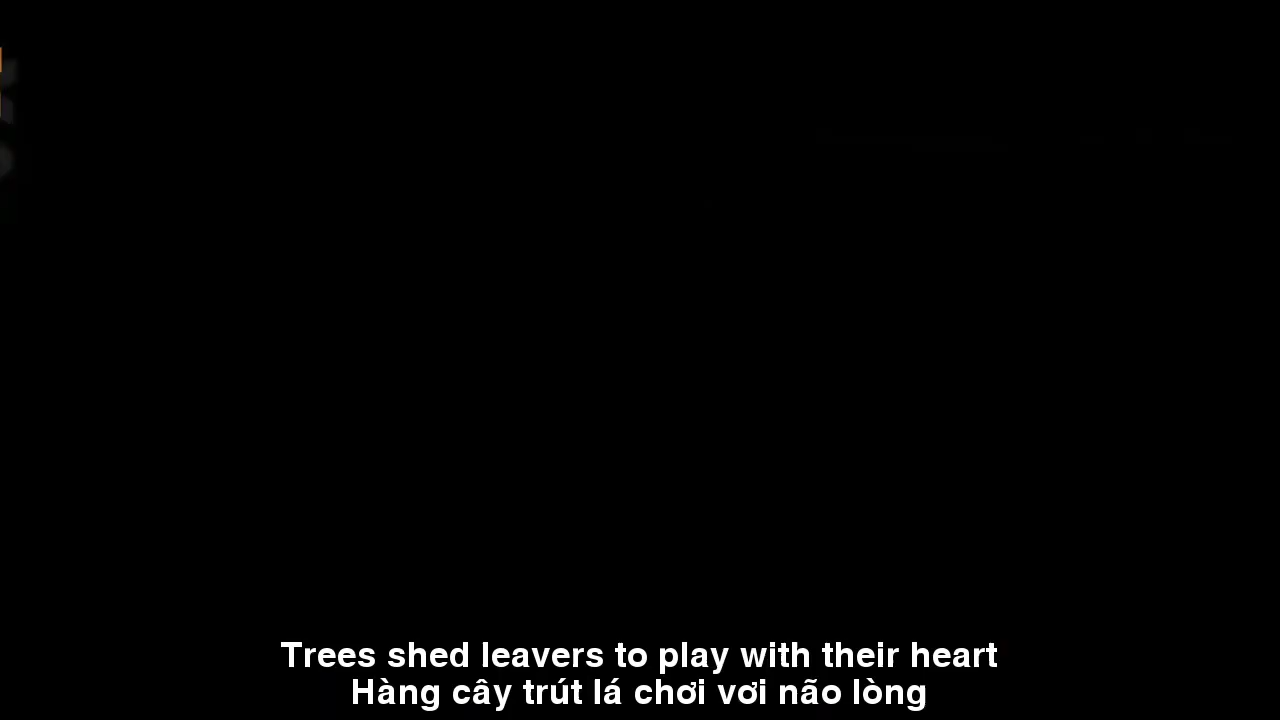 Trees shed leavers to play with their heart
Hàng cây trút lá chơi vơi não lòng